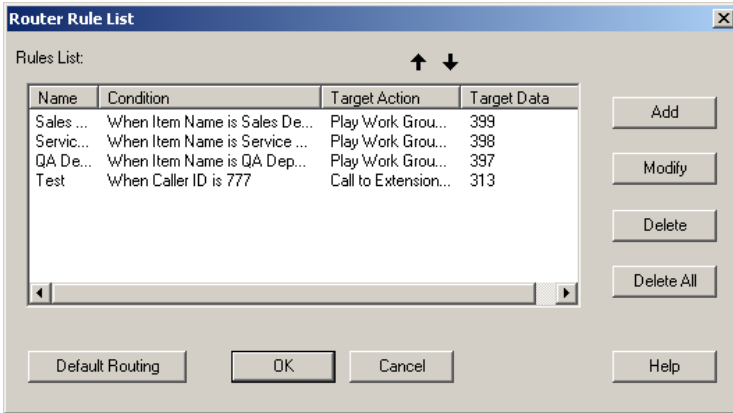 Router Rule List
Rules List:
Name Condition Target Action Target Data
Sales ... When Item Name is Sales De... Play Work Grou... 399
Servic... When Item Name is Service ... Play Work Grou... 398
QA De... When Item Name is QA Dep... Play Work Grou... 397
Test When Caller ID is 777 Call to Extension... 313
Add
Modify
Delete
Delete All
Default Routing OK Cancel Help